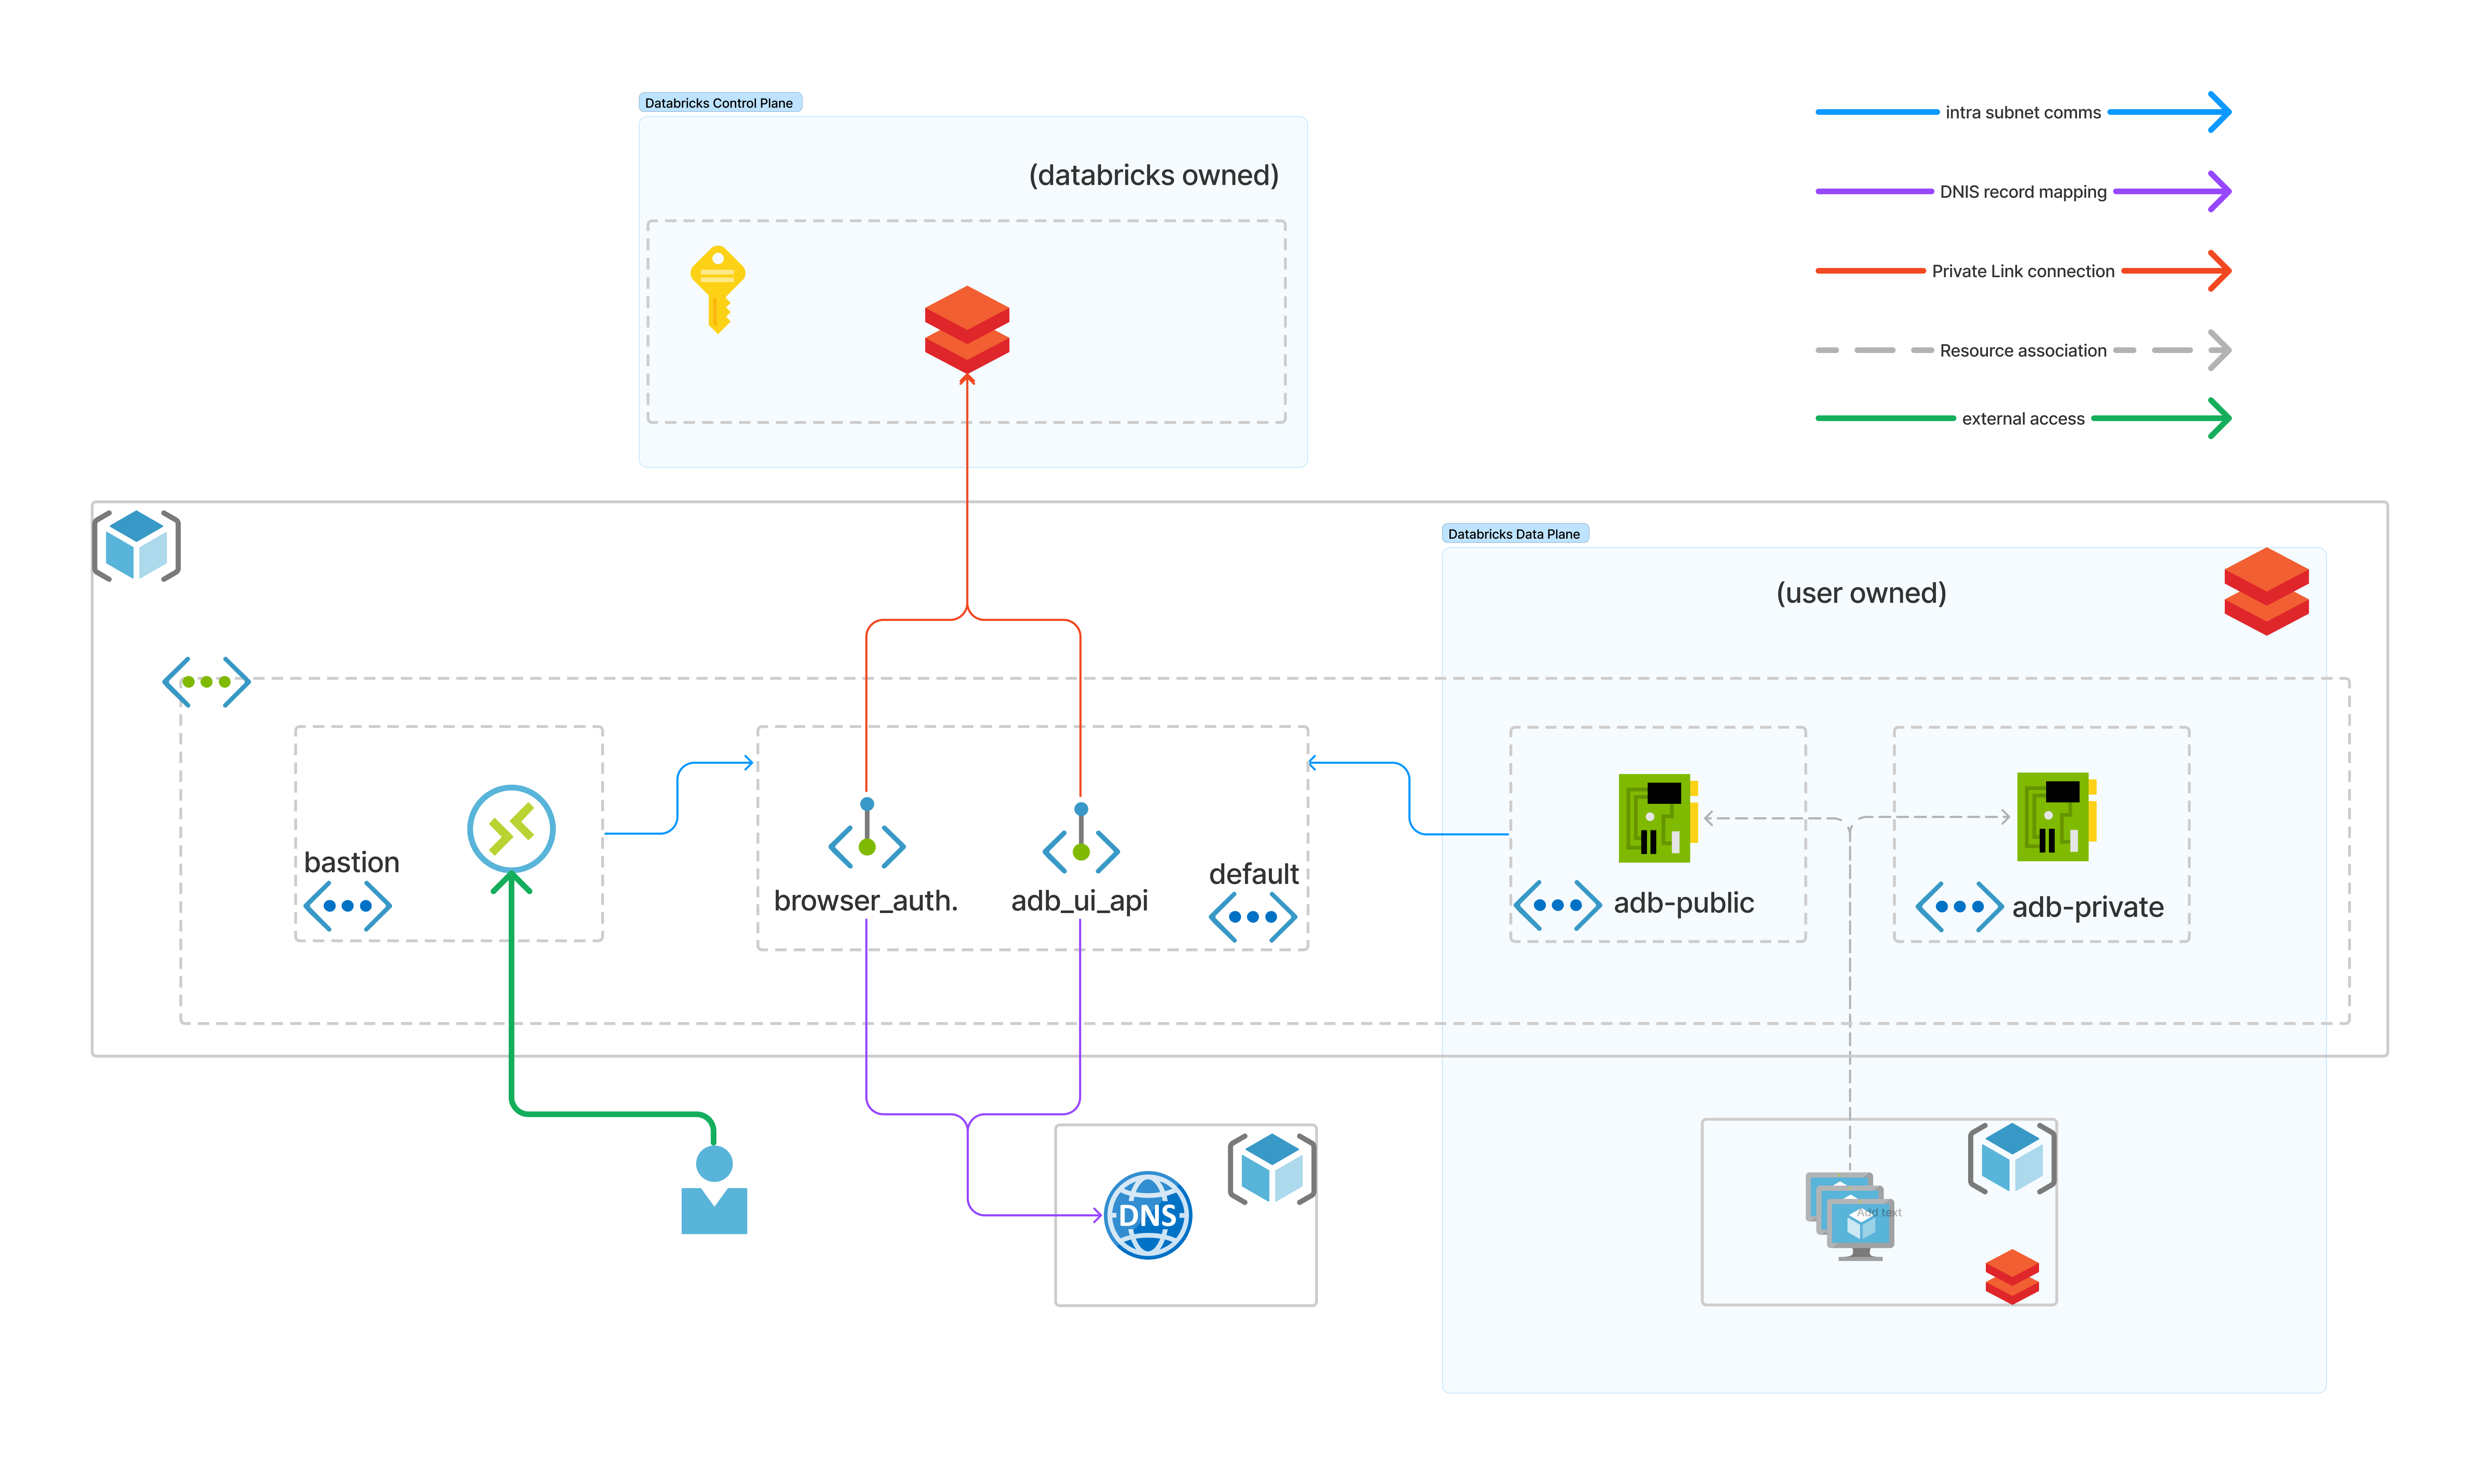 Databricks Control Plane
(databricks owned)
intra subnet comms
DNIS record mapping
Private Link connection
Resource association
external access
Databricks Data Plane
(user owned)
bastion
browser_auth.
adb_ui_api
default
adb-public
adb-private
DNS
Add text